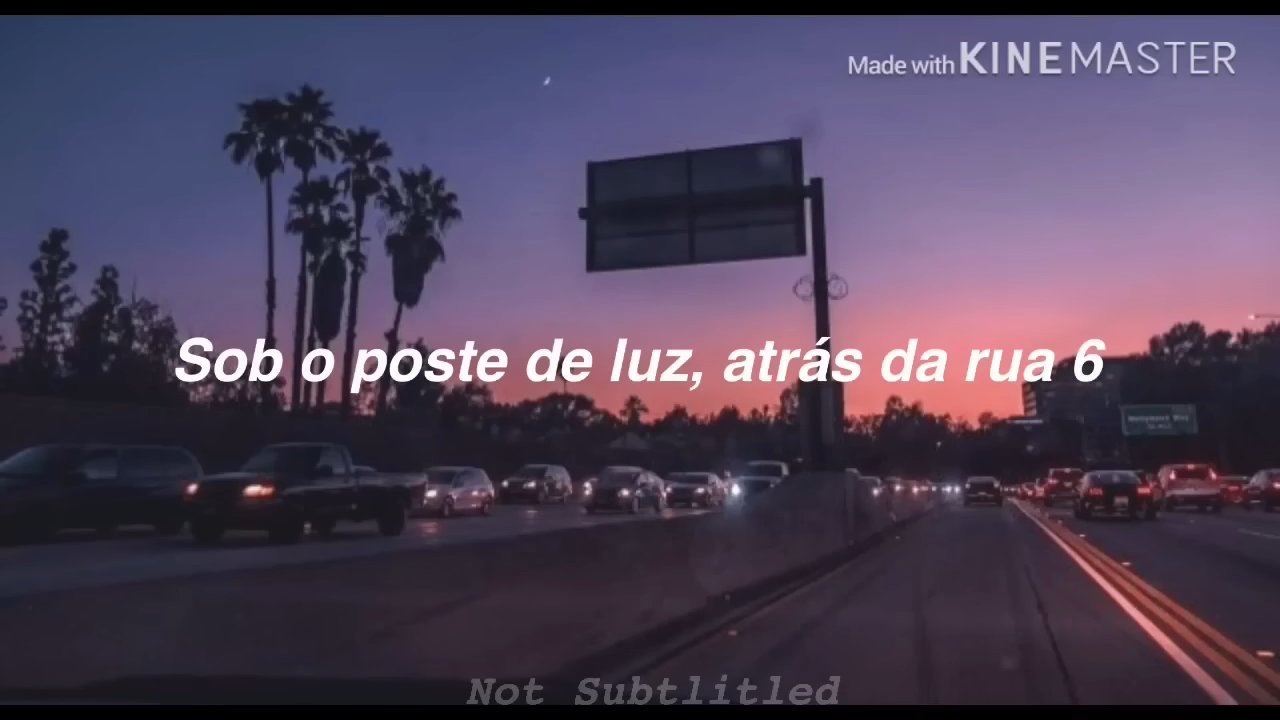 Made with KINEMASTER
Sob o poste de luz, atrás da rua 6
Not Subtlitled